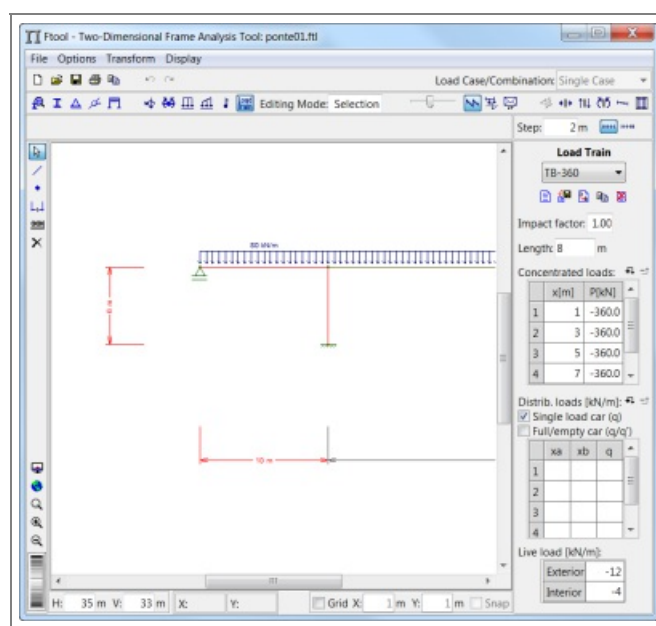 Ftool - Two-Dimensional Frame Analysis Tool: ponte01.ftl
File Options Transform Display
Load Case/Combination: Single Case
Editing Mode: Selection
Step: 2 m
Load Train
TB-360
Impact factor: 1.00
Length: 8 m
Concentrated loads:
x[m] P[kN]
1 1 -360.0
2 3 -360.0
3 5 -360.0
4 7 -360.0
Distrib. loads [kN/m]:
Single load car (q)
Full/empty car (q/q')
xa xb q
1
2
3
4
Live load [kN/m]:
Exterior -12
Interior -4
kN/m
6 m
10 m
H: 35 m V: 33 m X: Y: Grid X: 1 m Y: 1 m Snap